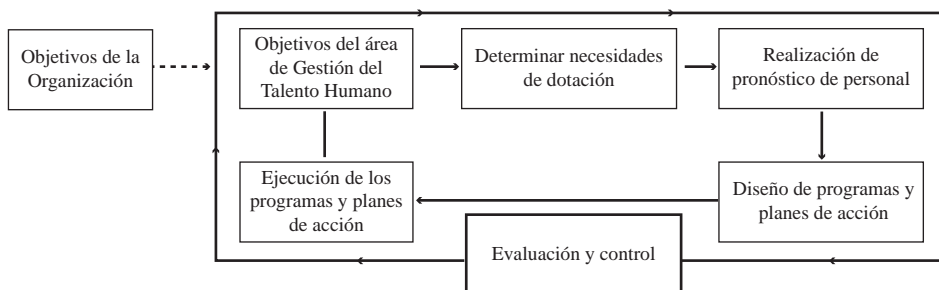 Objetivos de la
Organización
Objetivos del área
de Gestión del
Talento Humano
Determinar necesidades
de dotación
Realización de
pronóstico de personal
Ejecución de los
programas y planes
de acción
Diseño de programas y
planes de acción
Evaluación y control